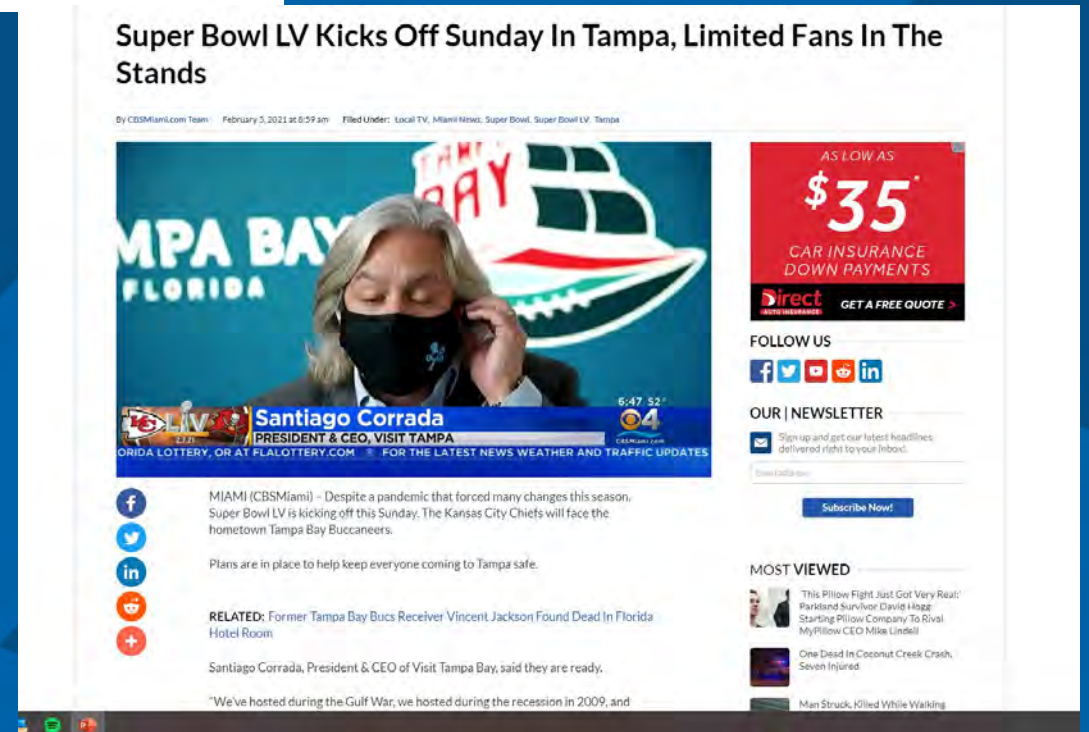 Super Bowl LV Kicks Off Sunday In Tampa, Limited Fans In The
Stands
By CBSMiami.com Team February 5, 2021 at 8:59 am Filed Under: Local TV, Miami News, Super Bowl, Super Bowl LV, Tampa
TAMPA
BAY
MPA BAY
FLORIDA
LIV
Santiago Corrada
PRESIDENT & CEO, VISIT TAMPA
6:47 52°
4
CBSMiami.com
ORIDA LOTTERY, OR AT FLALOTTERY.COM FOR THE LATEST NEWS WEATHER AND TRAFFIC UPDATES
MIAMI (CBSMiami) – Despite a pandemic that forced many changes this season,
Super Bowl LV is kicking off this Sunday. The Kansas City Chiefs will face the
hometown Tampa Bay Buccaneers.
Plans are in place to help keep everyone coming to Tampa safe.
RELATED: Former Tampa Bay Bucs Receiver Vincent Jackson Found Dead In Florida
Hotel Room
Santiago Corrada, President & CEO of Visit Tampa Bay, said they are ready.
"We've hosted during the Gulf War, we hosted during the recession in 2009, and
AS LOW AS
$35*
CAR INSURANCE
DOWN PAYMENTS
Direct
AUTO INSURANCE
GET A FREE QUOTE >
FOLLOW US
OUR | NEWSLETTER
Sign up and get our latest headlines
delivered right to your inbox!
Subscribe Now!
MOST VIEWED
'This Pillow Fight Just Got Very Real:'
Parkland Survivor David Hogg
Starting Pillow Company To Rival
MyPillow CEO Mike Lindell
One Dead In Coconut Creek Crash,
Seven Injured
Man Struck, Killed While Walking